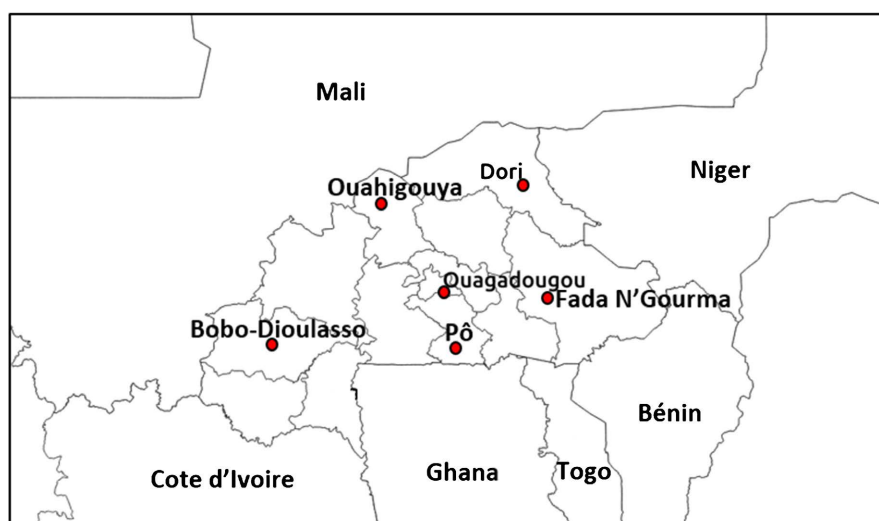 Mali
Dori
Niger
Ouahigouya
Ouagadougou
Fada N’Gourma
Bobo-Dioulasso
Pô
Bénin
Cote d’Ivoire
Ghana
Togo